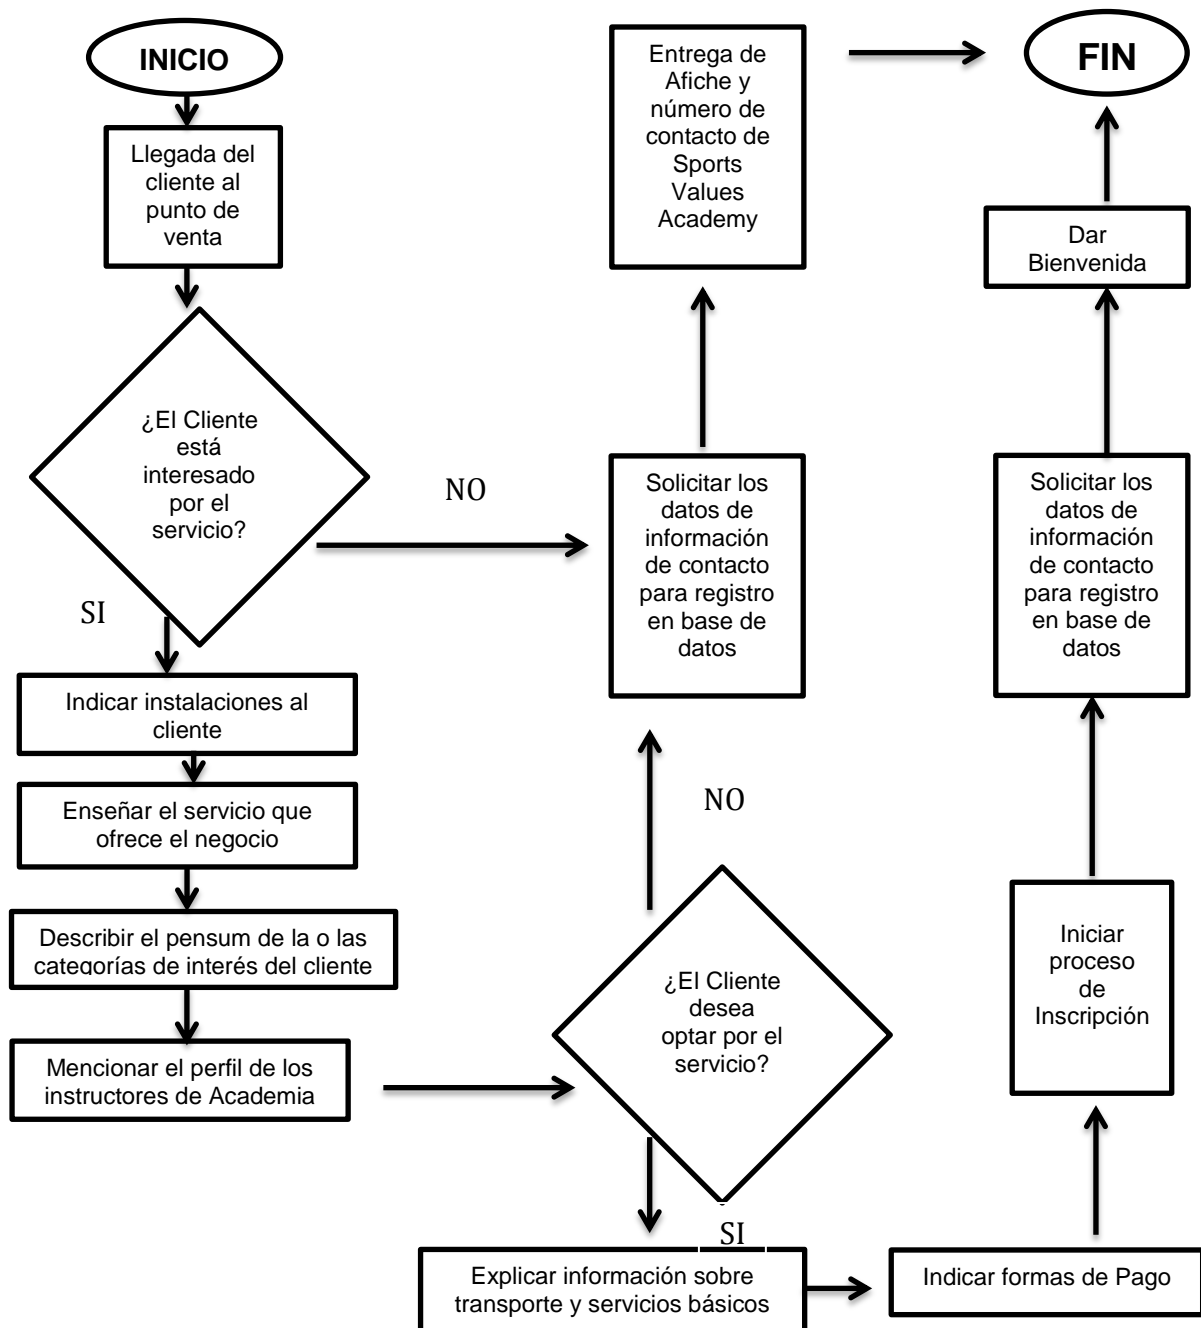 INICIO
Llegada del
cliente al
punto de
venta
¿El Cliente
está
interesado
por el
servicio?
NO
SI
Indicar instalaciones al
cliente
Enseñar el servicio que
ofrece el negocio
Describir el pensum de la o las
categorías de interés del cliente
Mencionar el perfil de los
instructores de Academia
Entrega de
Afiche y
número de
contacto de
Sports
Values
Academy
Solicitar los
datos de
información
de contacto
para registro
en base de
datos
NO
¿El Cliente
desea
optar por el
servicio?
SI
Explicar información sobre
transporte y servicios básicos
Indicar formas de Pago
Iniciar
proceso
de
Inscripción
Solicitar los
datos de
información
de contacto
para registro
en base de
datos
Dar
Bienvenida
FIN